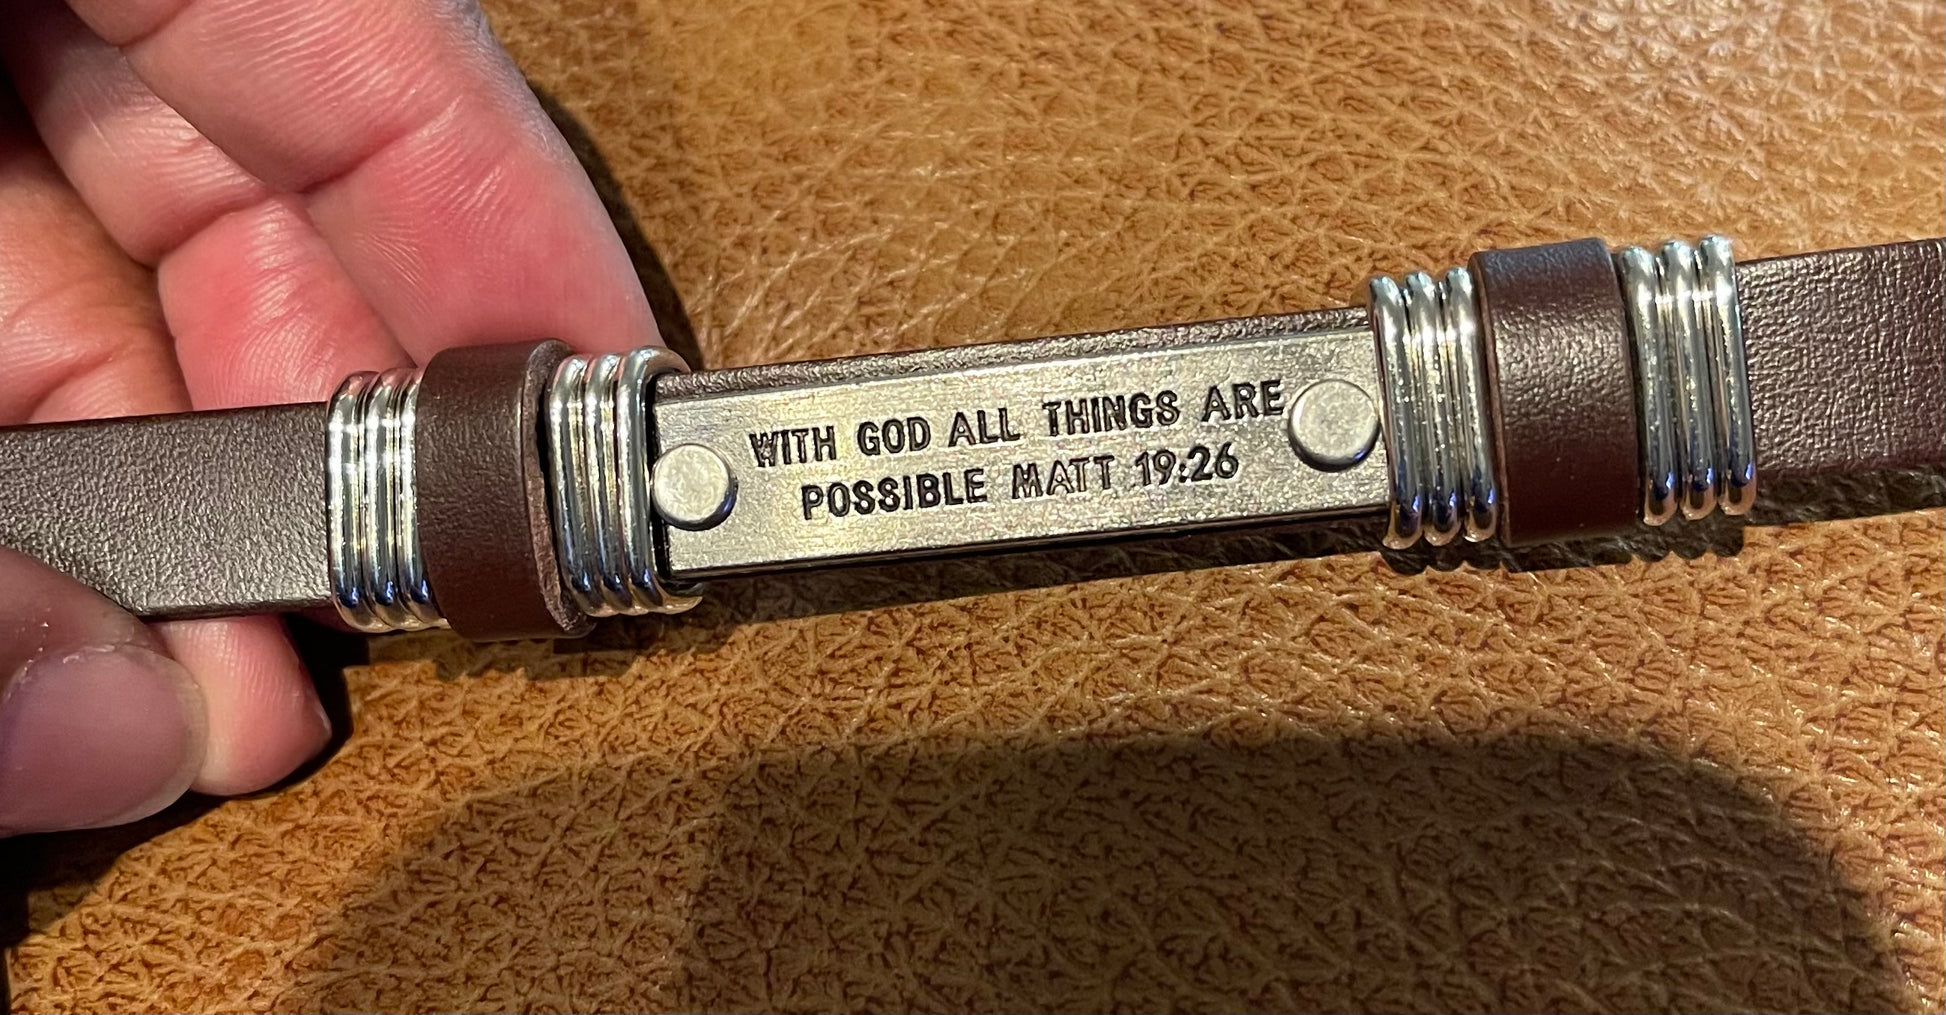 WITH GOD ALL THINGS ARE
POSSIBLE MATT 19:26